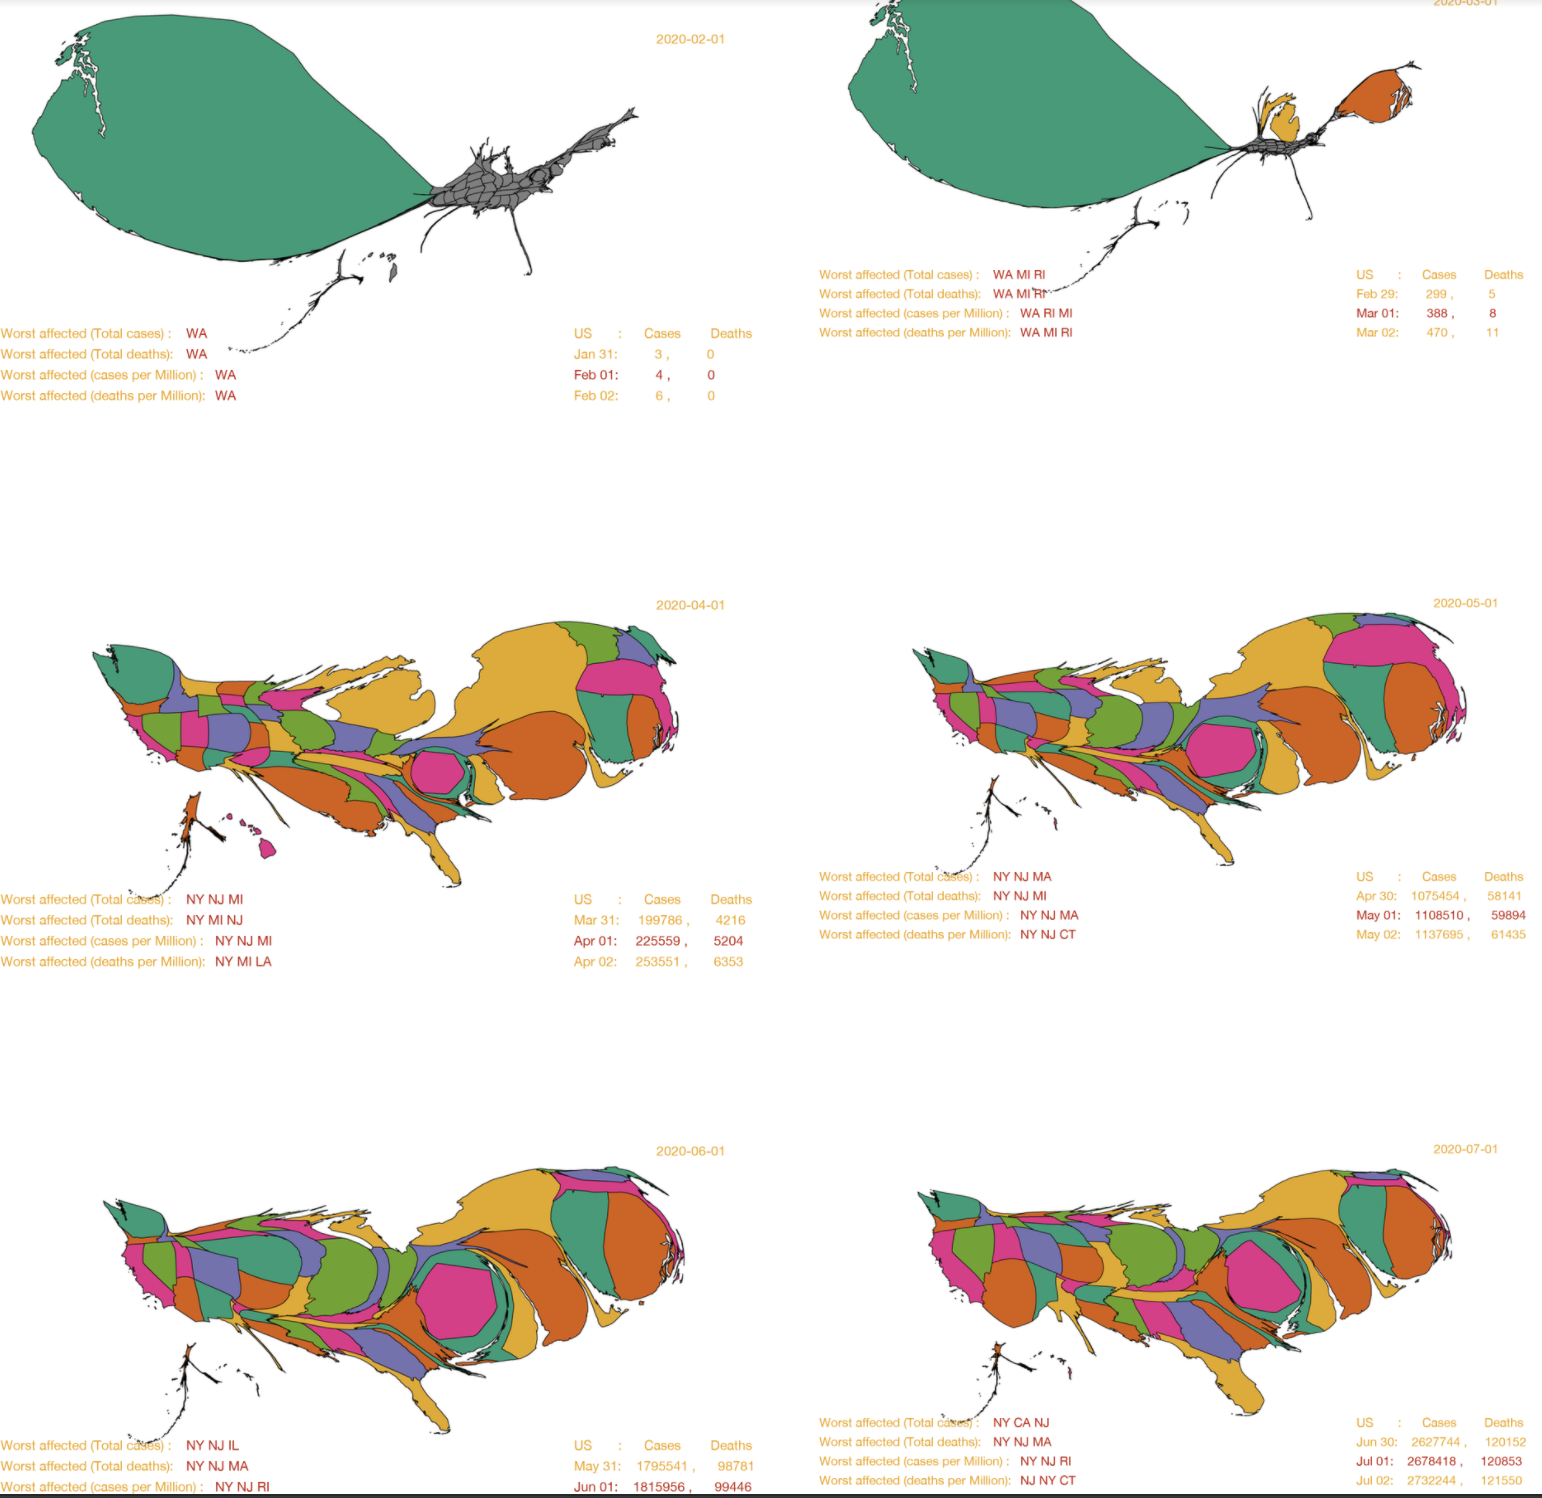 2020-02-01
Worst affected (Total cases) : WA
Worst affected (Total deaths): WA
Worst affected (cases per Million) : WA
Worst affected (deaths per Million): WA
US : Cases Deaths
Jan 31: 3 , 0
Feb 01: 4 , 0
Feb 02: 6 , 0
2020-03-01
Worst affected (Total cases) : WA MI RI
Worst affected (Total deaths): WA MI RI
Worst affected (cases per Million) : WA RI MI
Worst affected (deaths per Million): WA MI RI
US : Cases Deaths
Feb 29: 299 , 5
Mar 01: 388 , 8
Mar 02: 470 , 11
2020-04-01
Worst affected (Total cases) : NY NJ MI
Worst affected (Total deaths): NY MI NJ
Worst affected (cases per Million) : NY NJ MI
Worst affected (deaths per Million): NY MI LA
US : Cases Deaths
Mar 31: 199786 , 4216
Apr 01: 225559 , 5204
Apr 02: 253551 , 6353
2020-05-01
Worst affected (Total cases) : NY NJ MA
Worst affected (Total deaths): NY NJ MI
Worst affected (cases per Million) : NY NJ MA
Worst affected (deaths per Million): NY NJ CT
US : Cases Deaths
Apr 30: 1075454 , 58141
May 01: 1108510 , 59894
May 02: 1137695 , 61435
2020-06-01
Worst affected (Total cases) : NY NJ IL
Worst affected (Total deaths): NY NJ MA
Worst affected (cases per Million) : NY NJ RI
US : Cases Deaths
May 31: 1795541 , 98781
Jun 01: 1815956 , 99446
2020-07-01
Worst affected (Total cases) : NY CA NJ
Worst affected (Total deaths): NY NJ MA
Worst affected (cases per Million) : NY NJ RI
Worst affected (deaths per Million): NJ NY CT
US : Cases Deaths
Jun 30: 2627744 , 120152
Jul 01: 2678418 , 120853
Jul 02: 2732244 , 121550